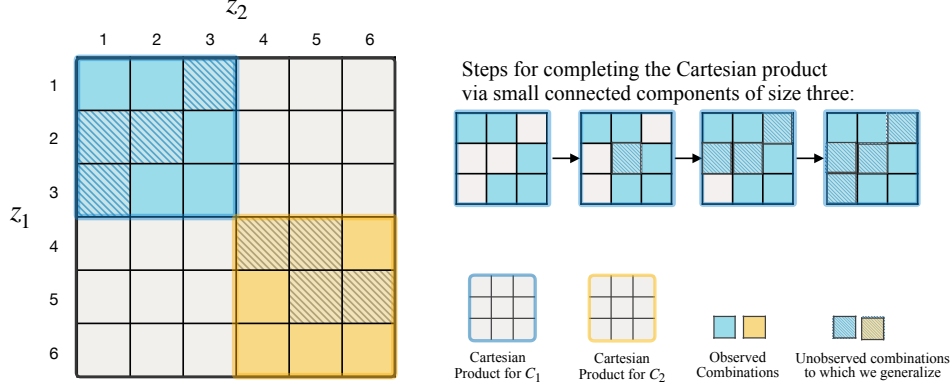 z₂
1 2 3 4 5 6
z₁
1
2
3
4
5
6
Steps for completing the Cartesian product
via small connected components of size three:
Cartesian
Product for C₁
Cartesian
Product for C₂
Observed
Combinations
Unobserved combinations
to which we generalize